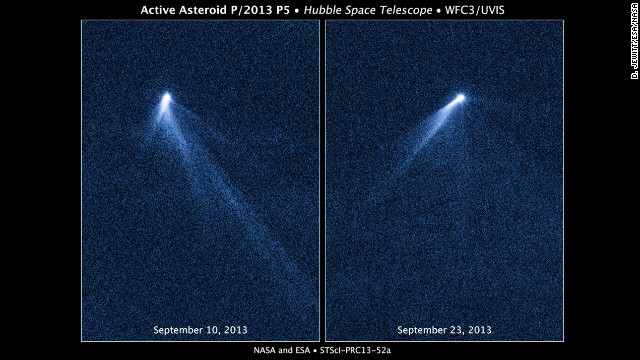 Active Asteroid P/2013 P5 • Hubble Space Telescope • WFC3/UVIS
September 10, 2013
September 23, 2013
NASA and ESA • STScI-PRC13-52a
D. JEWITT/ESA/NASA